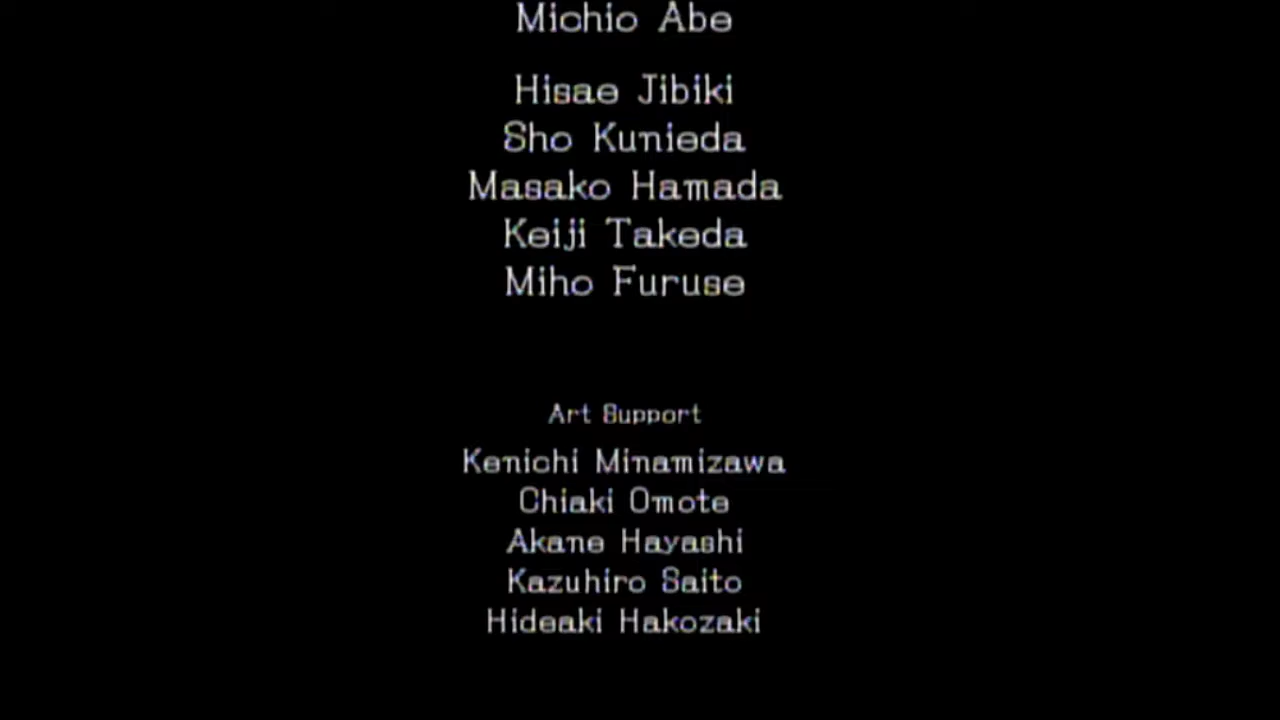 Michio Abe
Hisae Jibiki
Sho Kunieda
Masako Hamada
Keiji Takeda
Miho Furuse
Art Support
Kenichi Minamizawa
Chiaki Omote
Akane Hayashi
Kazuhiro Saito
Hideaki Hakozaki